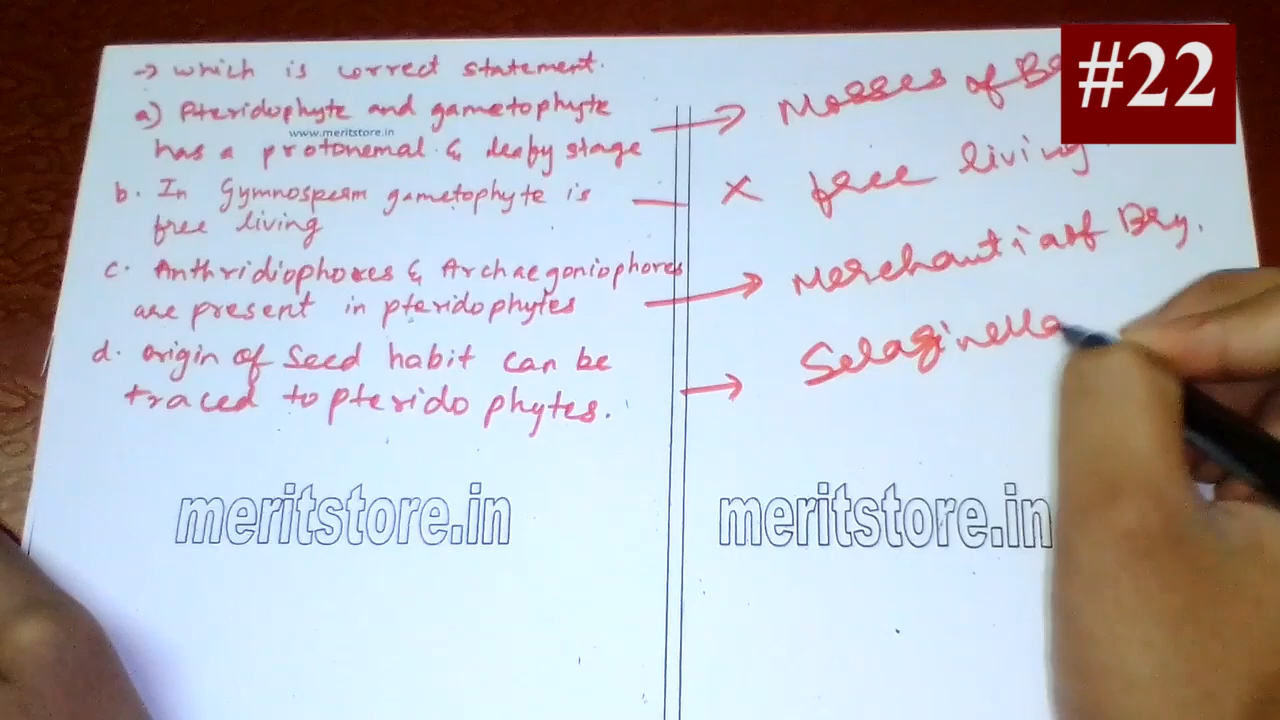 #22
→ which is correct statement.
a) Pteridophyte and gametophyte
www.meritstore.in
has a protonemal & leafy stage
b. In Gymnosperm gametophyte is
free living
c. Anthridiophores & Archaegoniophores
are present in pteridophytes
d. origin of seed habit can be
traced to pteridophytes.
→ Mosses of
× free living
→ Merchantia of Bry.
→ Selaginella
meritstore.in
meritstore.in